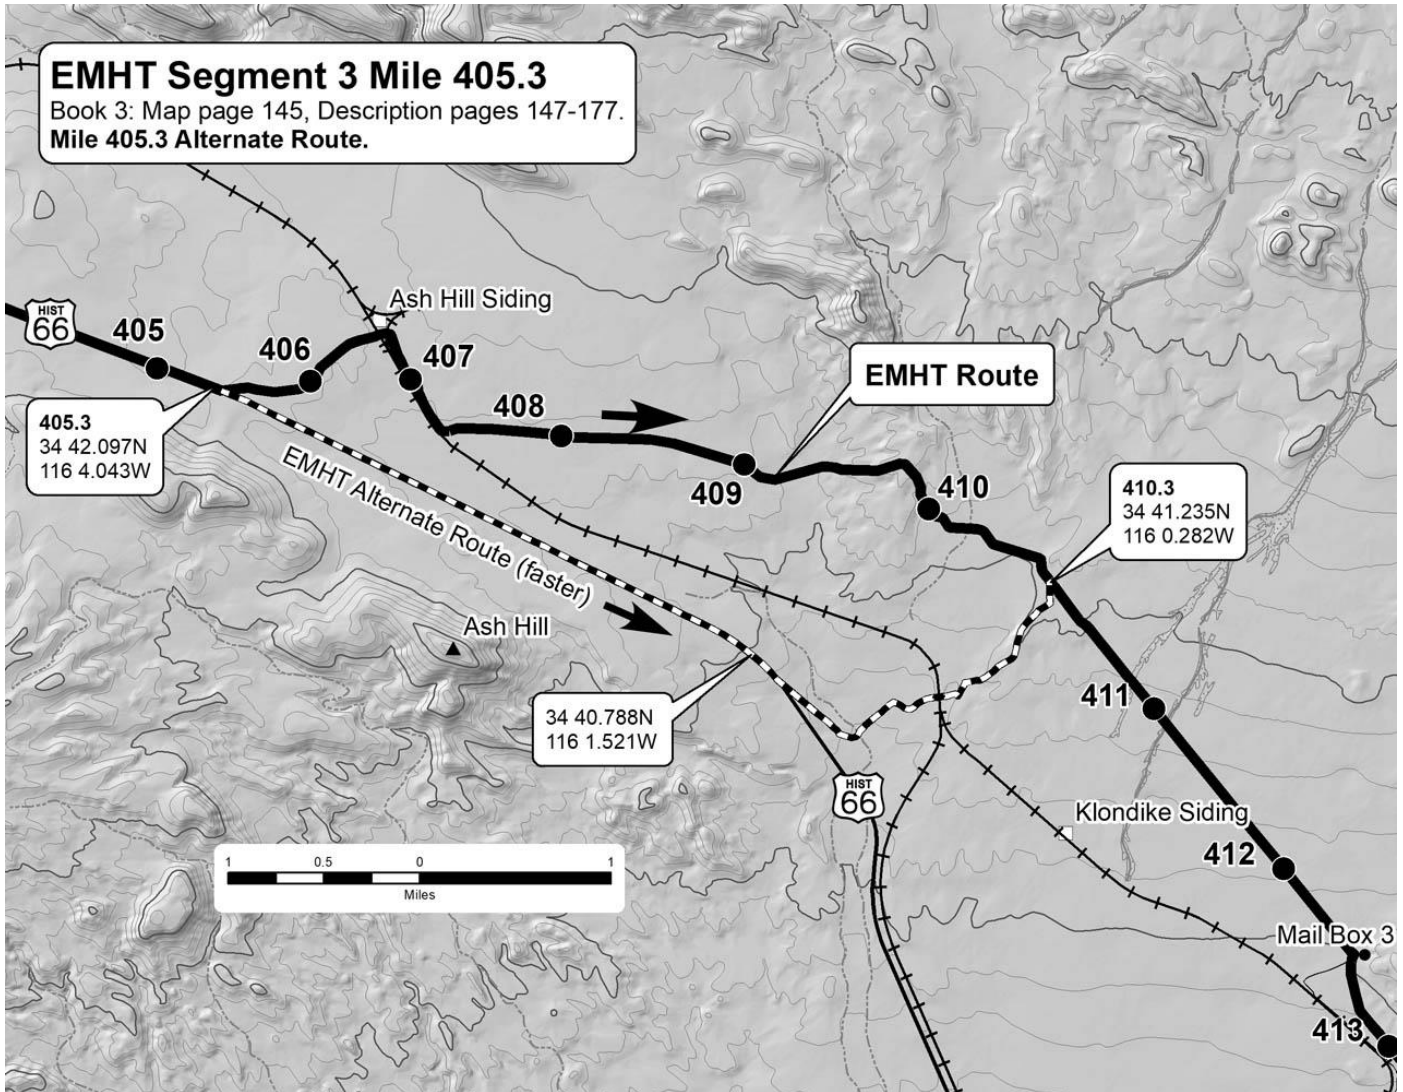 EMHT Segment 3 Mile 405.3
Book 3: Map page 145, Description pages 147-177.
Mile 405.3 Alternate Route.
Ash Hill Siding
HIST
66
405
406
407
408
EMHT Route
405.3
34 42.097N
116 4.043W
EMHT Alternate Route (faster)
409
410
410.3
34 41.235N
116 0.282W
Ash Hill
34 40.788N
116 1.521W
411
HIST
66
Klondike Siding
412
1 0.5 0 1
Miles
Mail Box 3
413